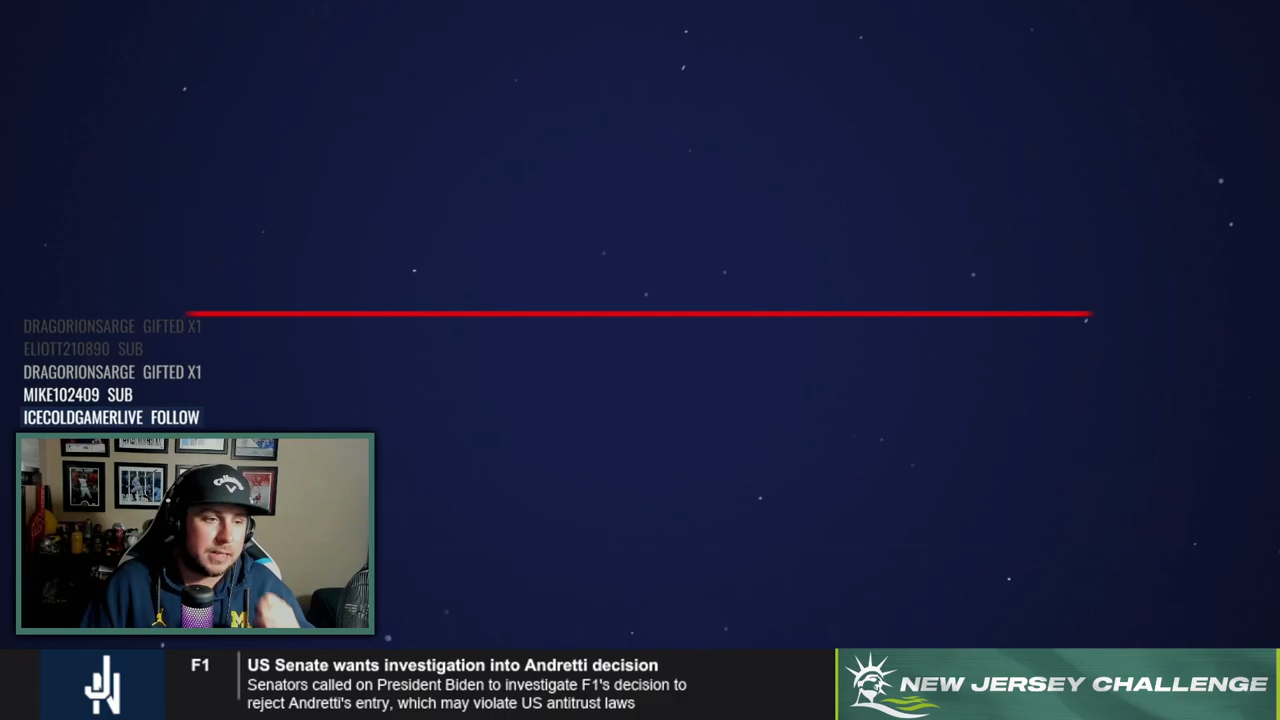 DRAGORIONSARGE GIFTED X1
ELIOTT210890 SUB
DRAGORIONSARGE GIFTED X1
MIKE102409 SUB
ICECOLDGAMERLIVE FOLLOW
Callaway
M
JN
F1
US Senate wants investigation into Andretti decision
Senators called on President Biden to investigate F1's decision to
reject Andretti's entry, which may violate US antitrust laws
NEW JERSEY CHALLENGE